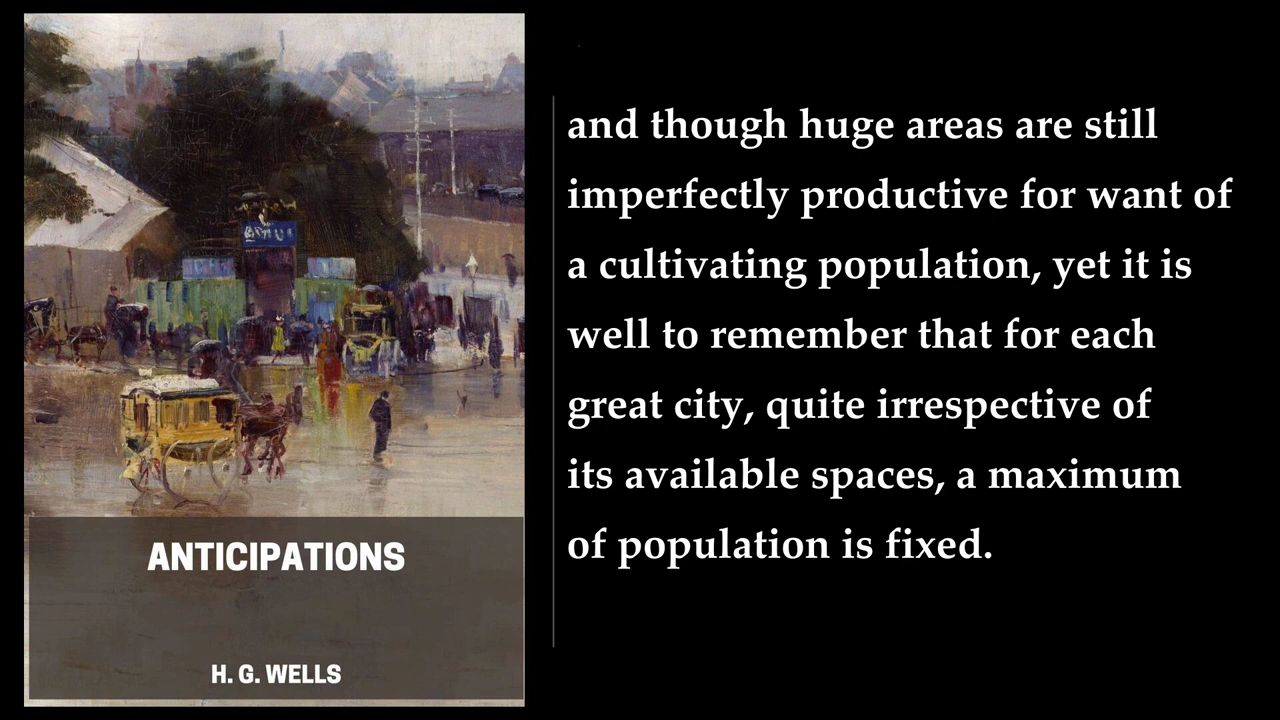 ANTICIPATIONS
H. G. WELLS
and though huge areas are still
imperfectly productive for want of
a cultivating population, yet it is
well to remember that for each
great city, quite irrespective of
its available spaces, a maximum
of population is fixed.